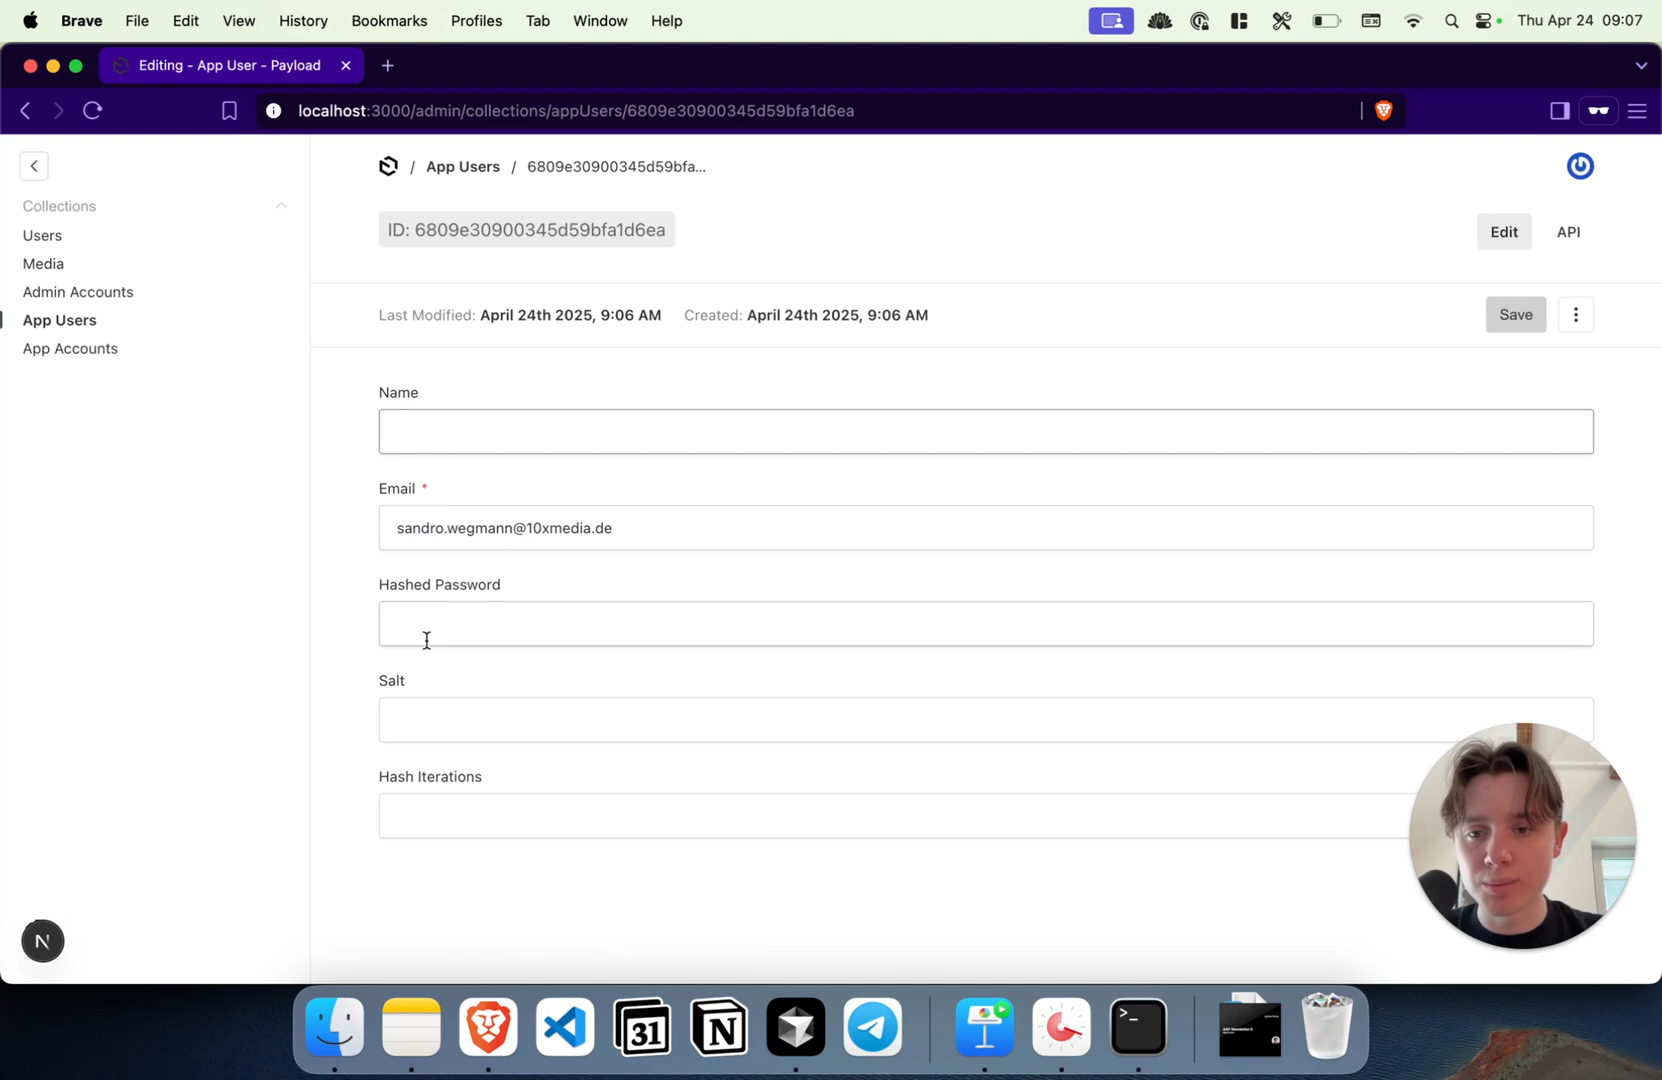 Brave File Edit View History Bookmarks Profiles Tab Window Help Thu Apr 24 09:07
Editing - App User - Payload
localhost:3000/admin/collections/appUsers/6809e30900345d59bfa1d6ea
/ App Users / 6809e30900345d59bfa...
Collections
Users
Media
Admin Accounts
App Users
App Accounts
ID: 6809e30900345d59bfa1d6ea
Edit API
Last Modified: April 24th 2025, 9:06 AM Created: April 24th 2025, 9:06 AM
Save
Name
Email *
sandro.wegmann@10xmedia.de
Hashed Password
Salt
Hash Iterations
N
31
N
>_